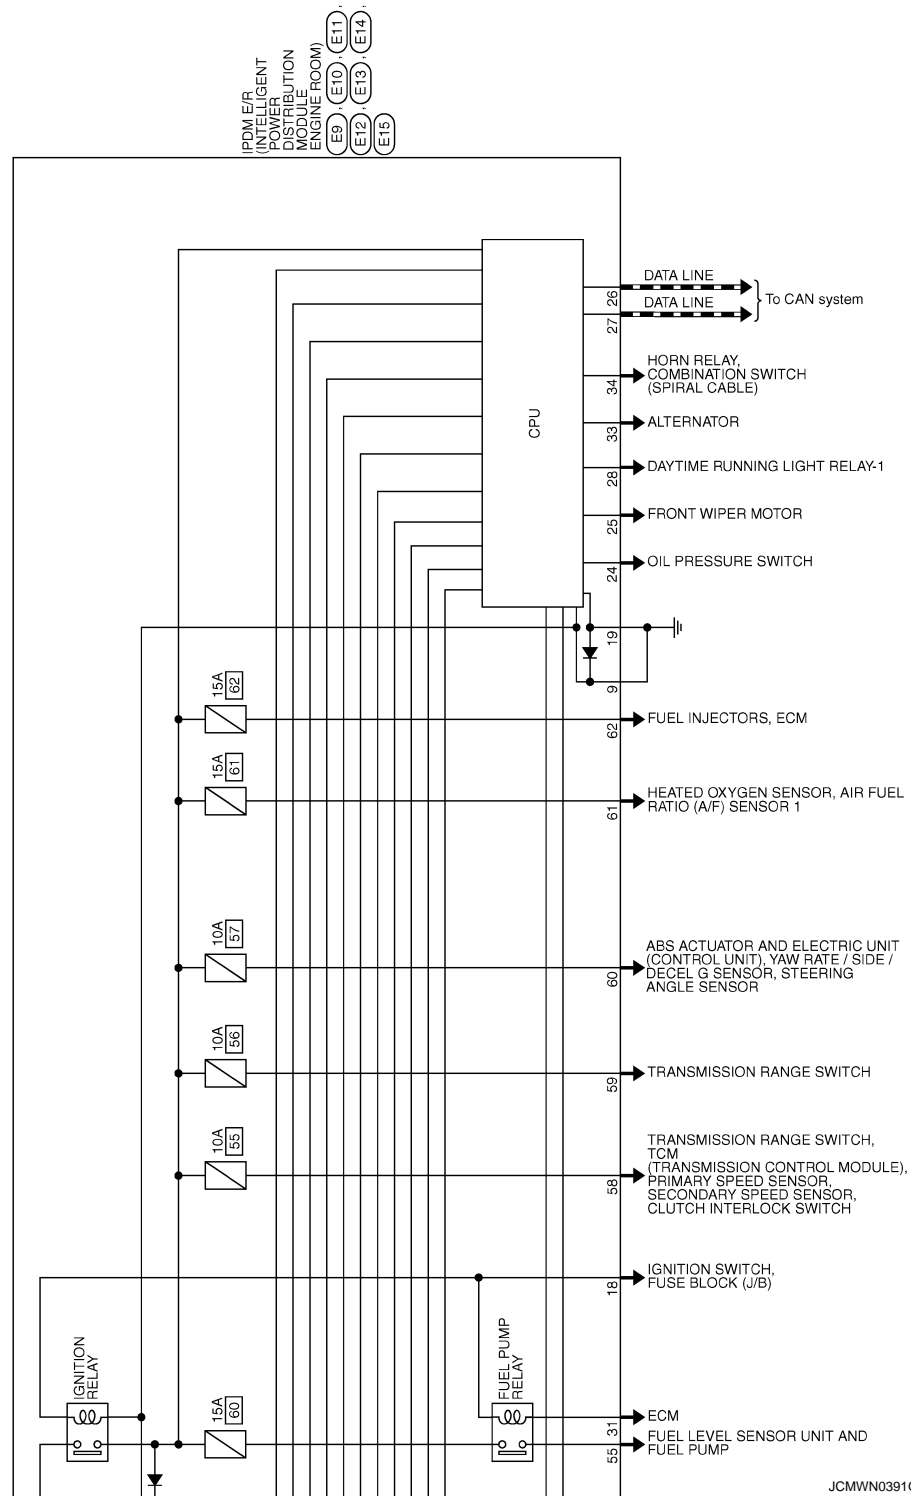 IPDM E/R
(INTELLIGENT
POWER
DISTRIBUTION
MODULE
ENGINE ROOM)
E9 , E10 , E11 ,
E12 , E13 , E14 ,
E15
CPU
26
DATA LINE
27
DATA LINE
To CAN system
34
HORN RELAY,
COMBINATION SWITCH
(SPIRAL CABLE)
33
ALTERNATOR
28
DAYTIME RUNNING LIGHT RELAY-1
25
FRONT WIPER MOTOR
24
OIL PRESSURE SWITCH
19
9
15A
62
62
FUEL INJECTORS, ECM
15A
61
61
HEATED OXYGEN SENSOR, AIR FUEL
RATIO (A/F) SENSOR 1
10A
57
60
ABS ACTUATOR AND ELECTRIC UNIT
(CONTROL UNIT), YAW RATE / SIDE /
DECEL G SENSOR, STEERING
ANGLE SENSOR
10A
56
59
TRANSMISSION RANGE SWITCH
10A
55
58
TRANSMISSION RANGE SWITCH,
TCM
(TRANSMISSION CONTROL MODULE),
PRIMARY SPEED SENSOR,
SECONDARY SPEED SENSOR,
CLUTCH INTERLOCK SWITCH
18
IGNITION SWITCH,
FUSE BLOCK (J/B)
IGNITION
RELAY
15A
60
FUEL PUMP
RELAY
31
ECM
55
FUEL LEVEL SENSOR UNIT AND
FUEL PUMP